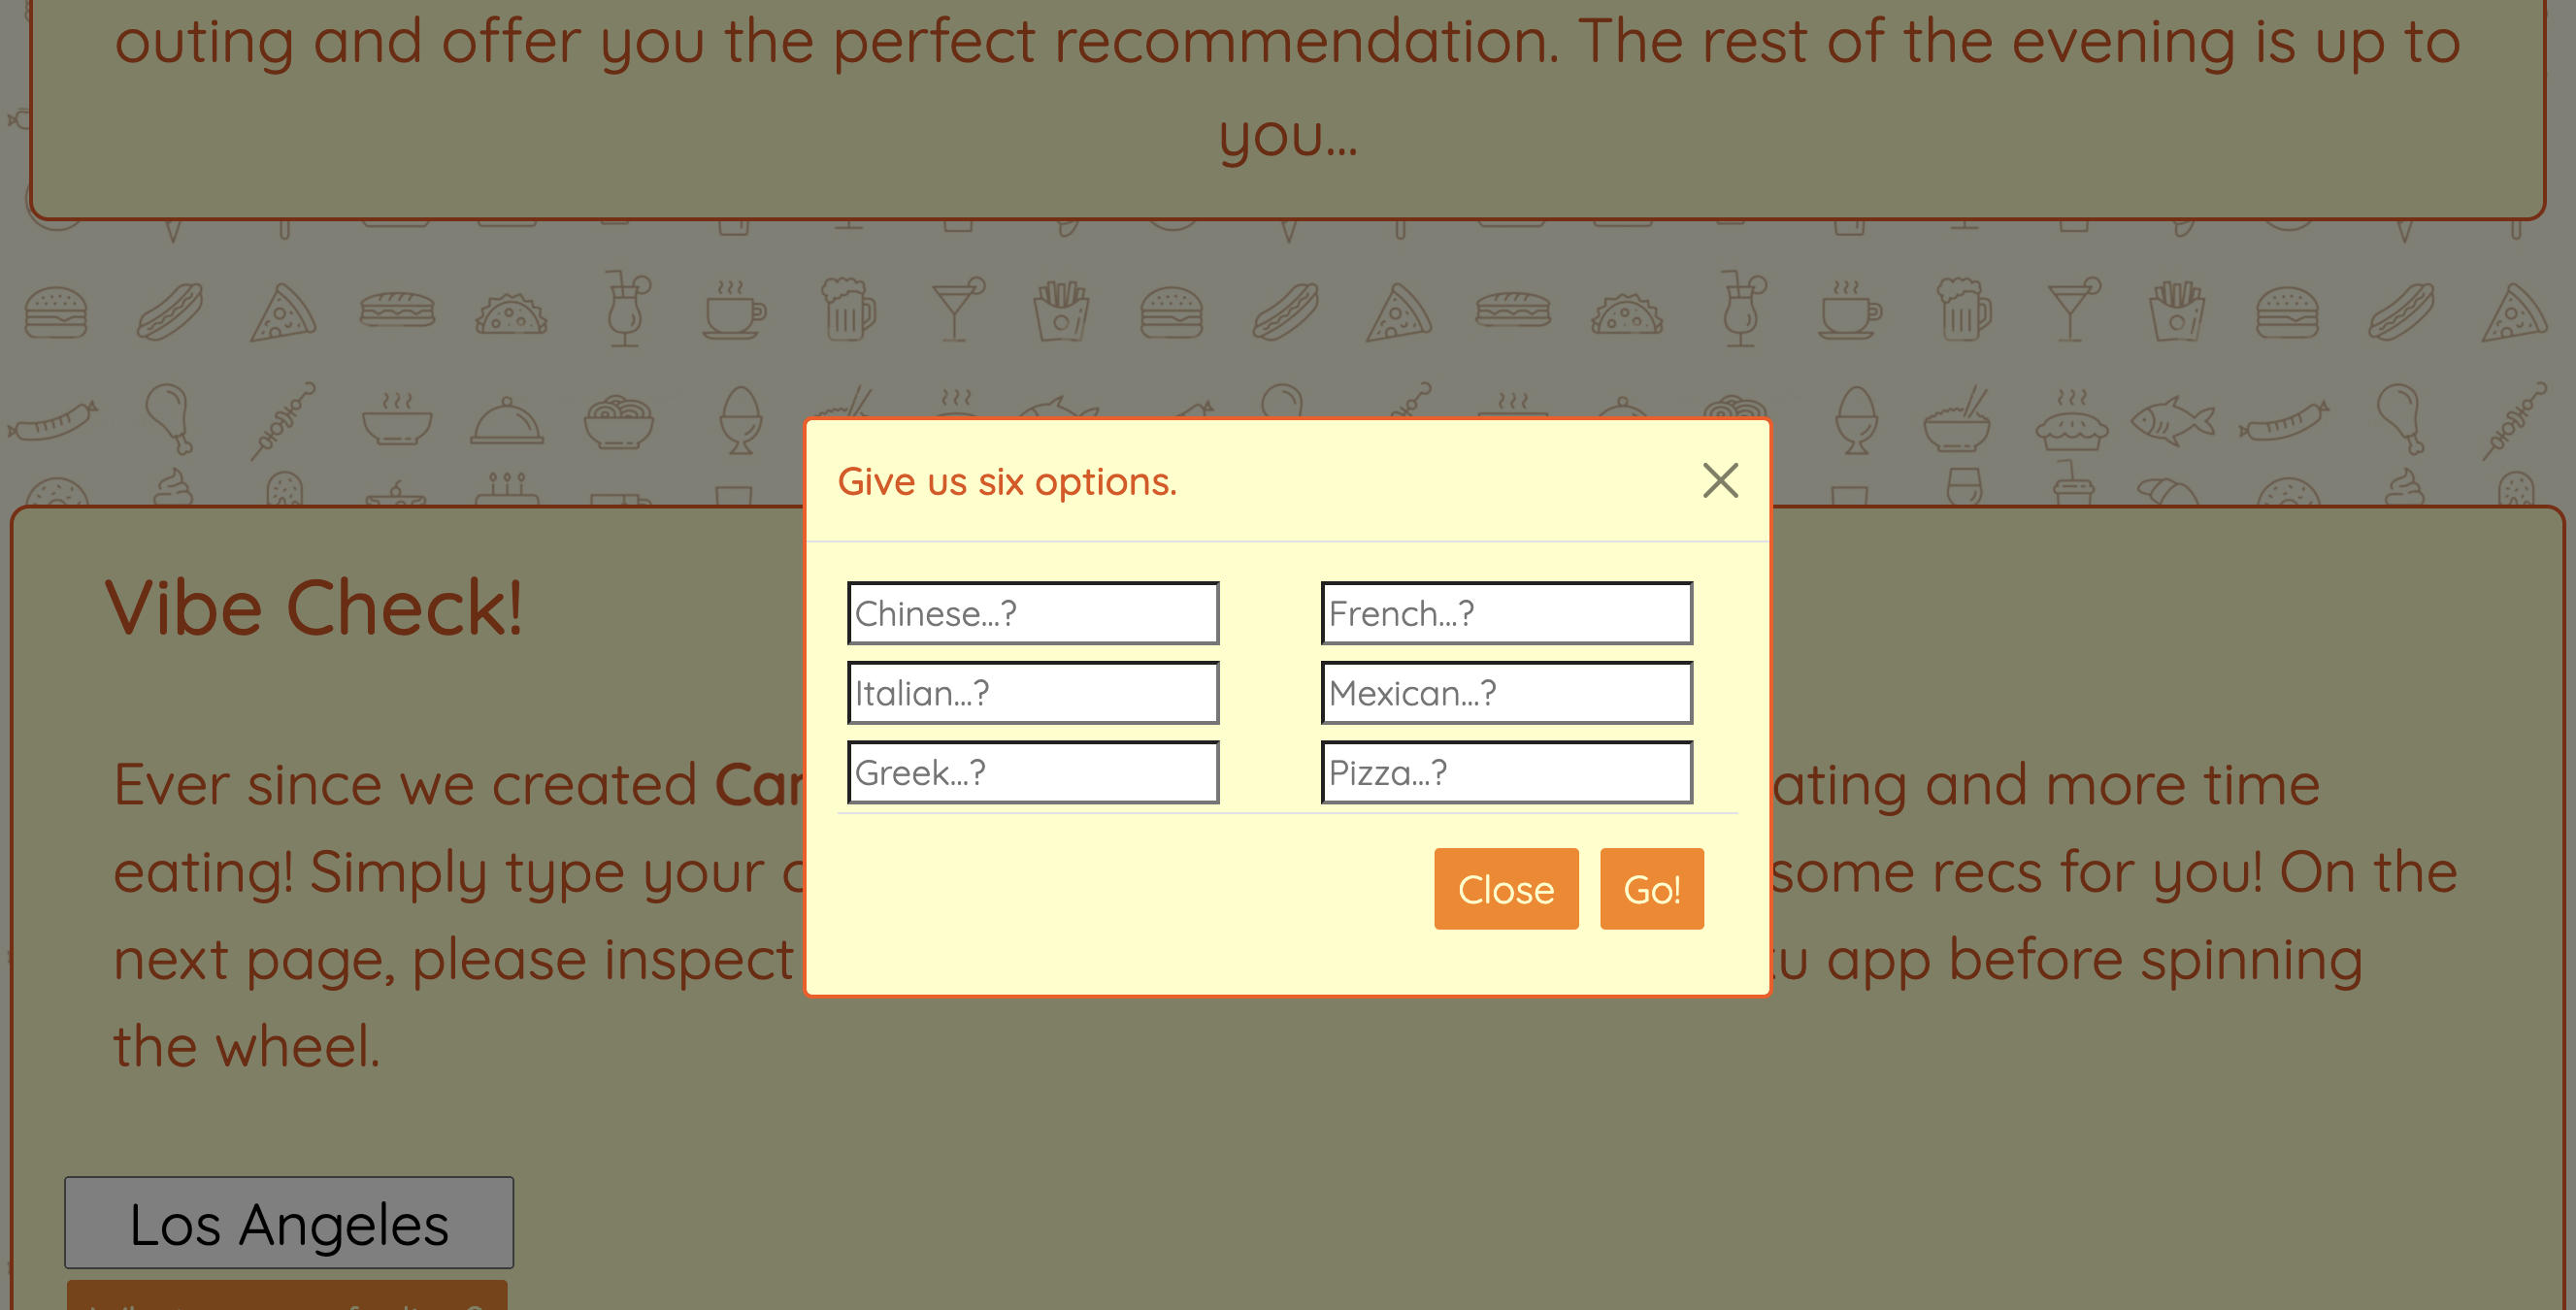 outing and offer you the perfect recommendation. The rest of the evening is up to
you...
Give us six options.
Chinese...? French...?
Italian...? Mexican...?
Greek...? Pizza...?
Close Go!
Vibe Check!
Ever since we created ating and more time
eating! Simply type your some recs for you! On the
next page, please inspect app before spinning
the wheel.
Los Angeles